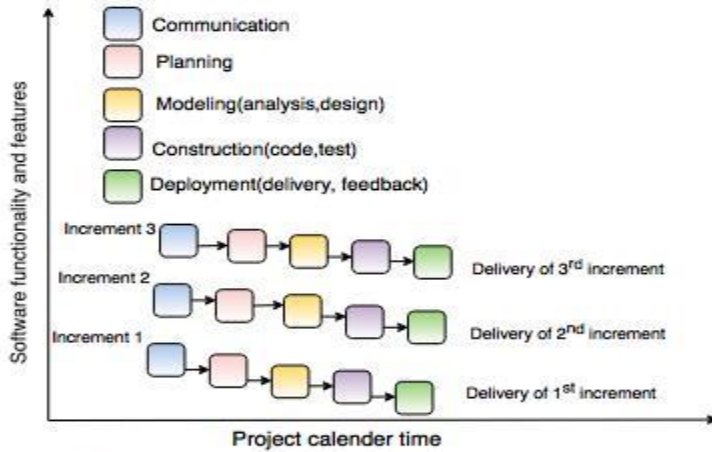 Communication
Planning
Modeling(analysis,design)
Construction(code,test)
Deployment(delivery, feedback)
Software functionality and features
Increment 3
Delivery of 3rd increment
Increment 2
Delivery of 2nd increment
Increment 1
Delivery of 1st increment
Project calender time